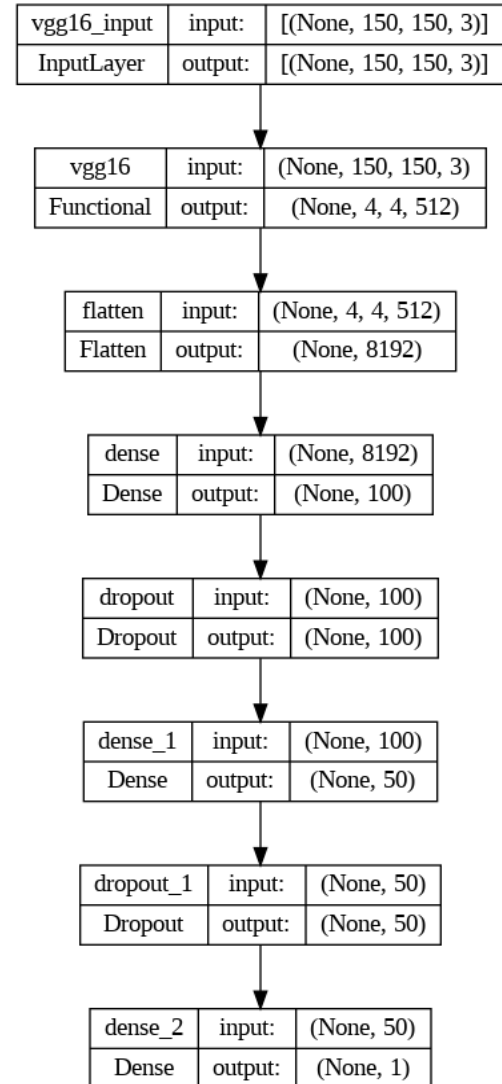 vgg16_input input: [(None, 150, 150, 3)]
InputLayer output: [(None, 150, 150, 3)]
vgg16 input: (None, 150, 150, 3)
Functional output: (None, 4, 4, 512)
flatten input: (None, 4, 4, 512)
Flatten output: (None, 8192)
dense input: (None, 8192)
Dense output: (None, 100)
dropout input: (None, 100)
Dropout output: (None, 100)
dense_1 input: (None, 100)
Dense output: (None, 50)
dropout_1 input: (None, 50)
Dropout output: (None, 50)
dense_2 input: (None, 50)
Dense output: (None, 1)